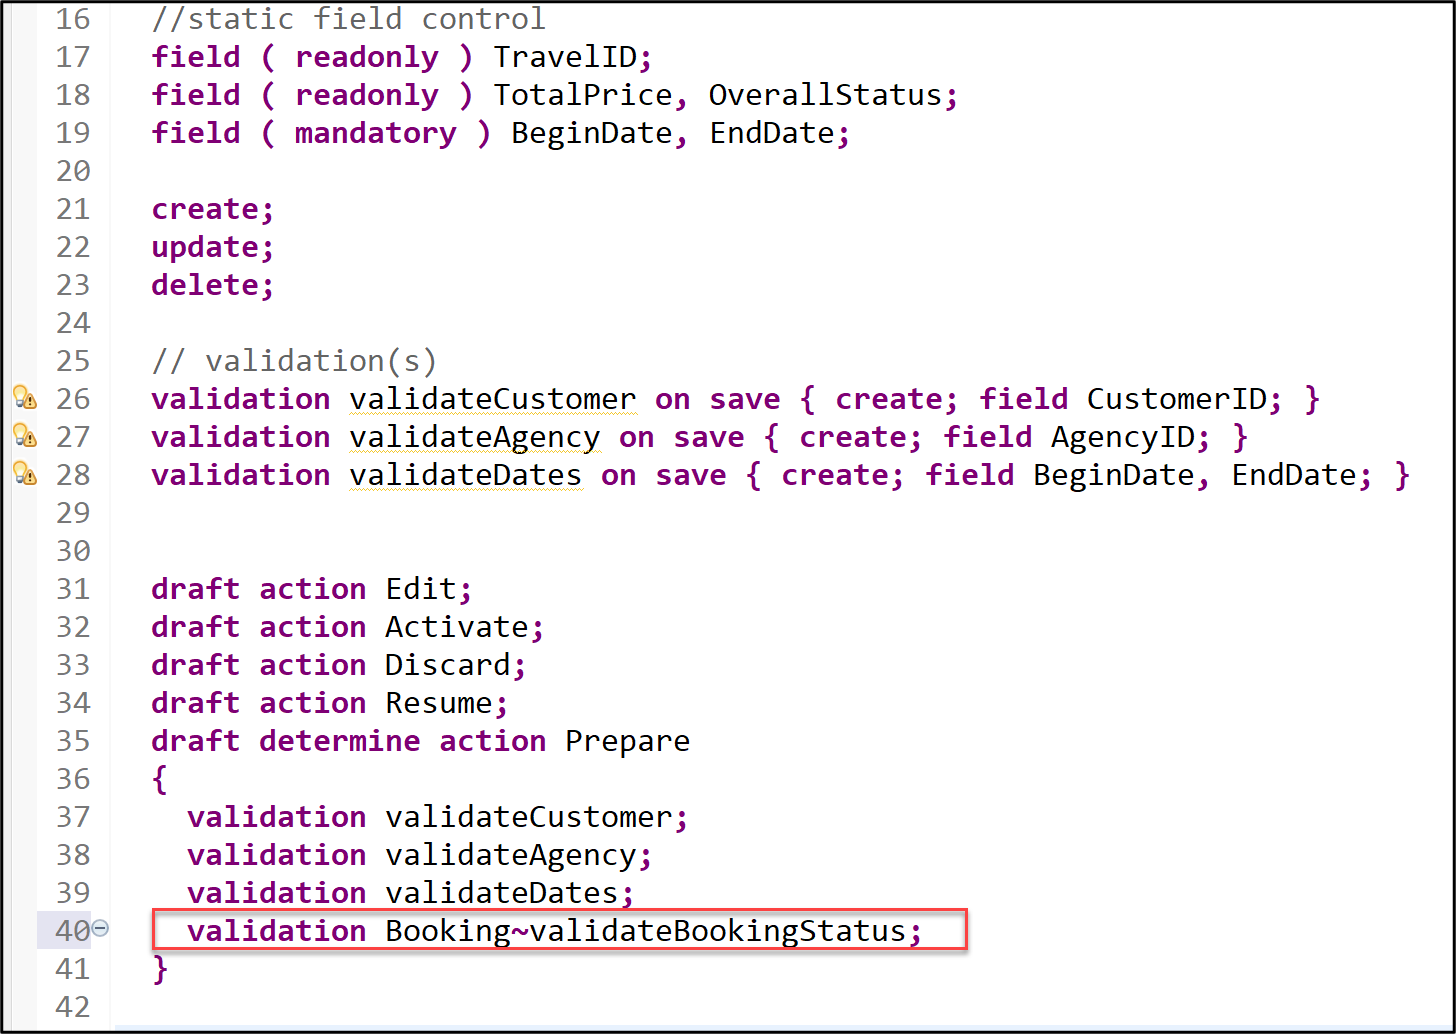 16 //static field control
17 field ( readonly ) TravelID;
18 field ( readonly ) TotalPrice, OverallStatus;
19 field ( mandatory ) BeginDate, EndDate;
20
21 create;
22 update;
23 delete;
24
25 // validation(s)
26 validation validateCustomer on save { create; field CustomerID; }
27 validation validateAgency on save { create; field AgencyID; }
28 validation validateDates on save { create; field BeginDate, EndDate; }
29
30
31 draft action Edit;
32 draft action Activate;
33 draft action Discard;
34 draft action Resume;
35 draft determine action Prepare
36 {
37 validation validateCustomer;
38 validation validateAgency;
39 validation validateDates;
40 validation Booking~validateBookingStatus;
41 }
42